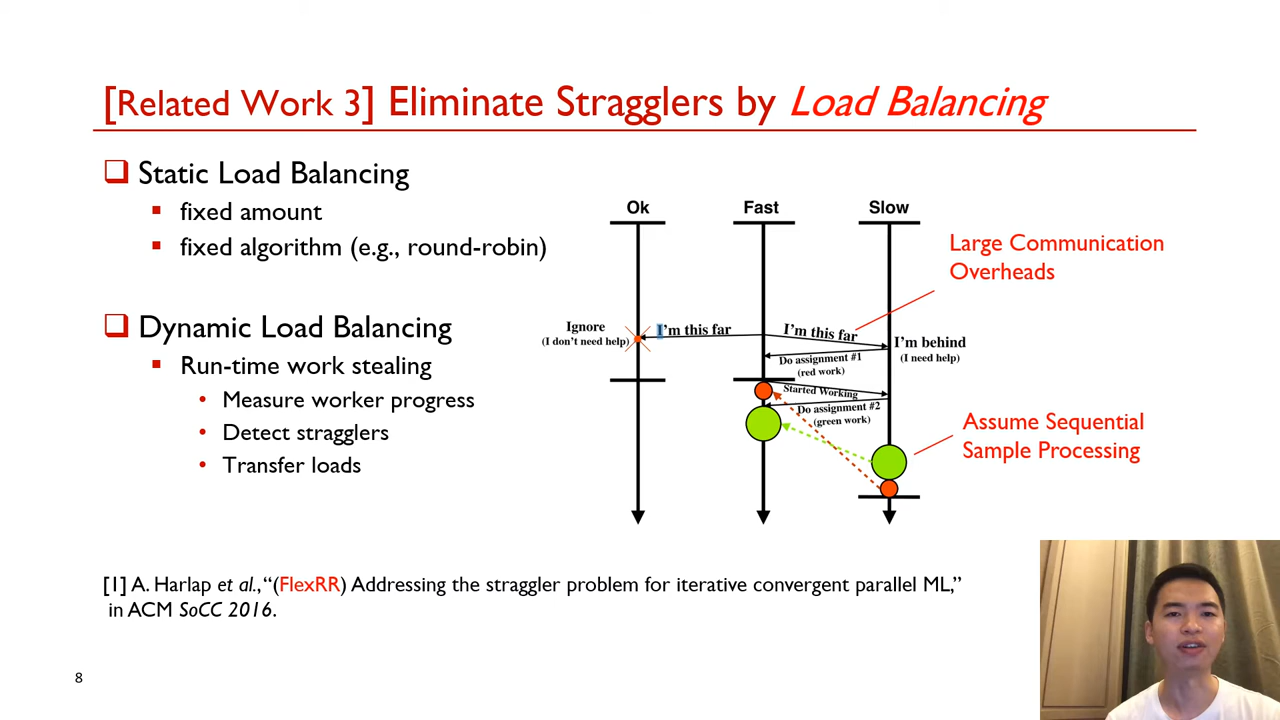 [Related Work 3] Eliminate Stragglers by Load Balancing
Static Load Balancing
fixed amount
fixed algorithm (e.g., round-robin)
Dynamic Load Balancing
Run-time work stealing
Measure worker progress
Detect stragglers
Transfer loads
Ok
Fast
Slow
Large Communication
Overheads
Ignore
(I don't need help)
I'm this far
I'm this far
I'm behind
(I need help)
Do assignment #1
(red work)
Started Working
Do assignment #2
(green work)
Assume Sequential
Sample Processing
[1] A. Harlap et al., “(FlexRR) Addressing the straggler problem for iterative convergent parallel ML,”
in ACM SoCC 2016.
8